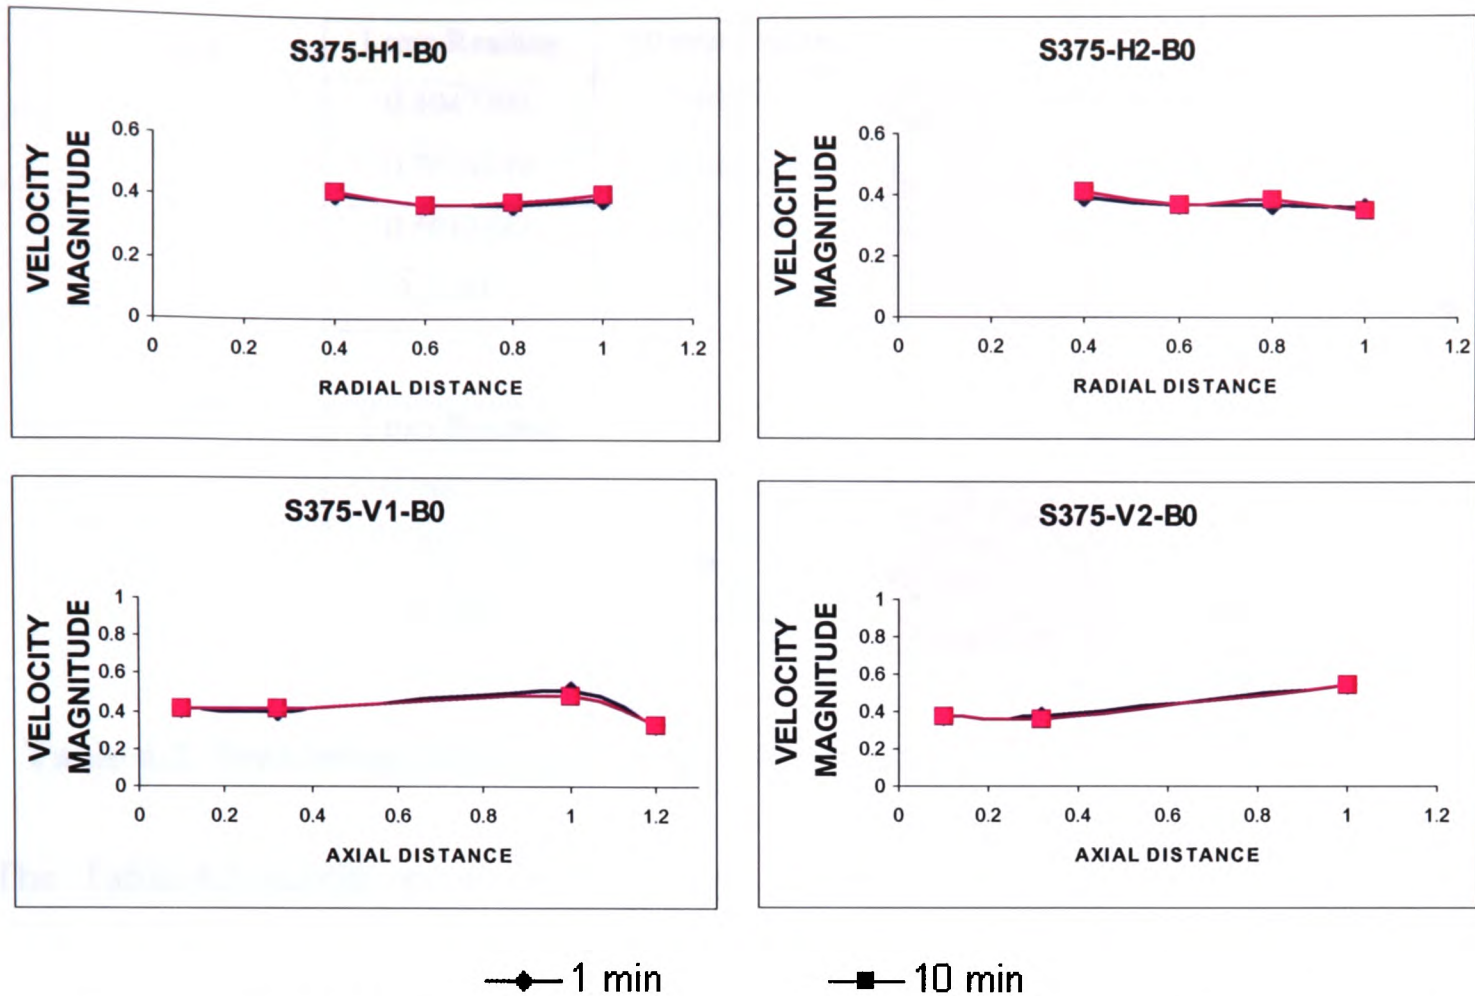 S375-H1-B0
VELOCITY
MAGNITUDE
0.6
0.4
0.2
0
0 0.2 0.4 0.6 0.8 1 1.2
RADIAL DISTANCE
S375-H2-B0
VELOCITY
MAGNITUDE
0.6
0.4
0.2
0
0 0.2 0.4 0.6 0.8 1 1.2
RADIAL DISTANCE
S375-V1-B0
VELOCITY
MAGNITUDE
1
0.8
0.6
0.4
0.2
0
0 0.2 0.4 0.6 0.8 1 1.2
AXIAL DISTANCE
S375-V2-B0
VELOCITY
MAGNITUDE
1
0.8
0.6
0.4
0.2
0
0 0.2 0.4 0.6 0.8 1 1.2
AXIAL DISTANCE
1 min
10 min